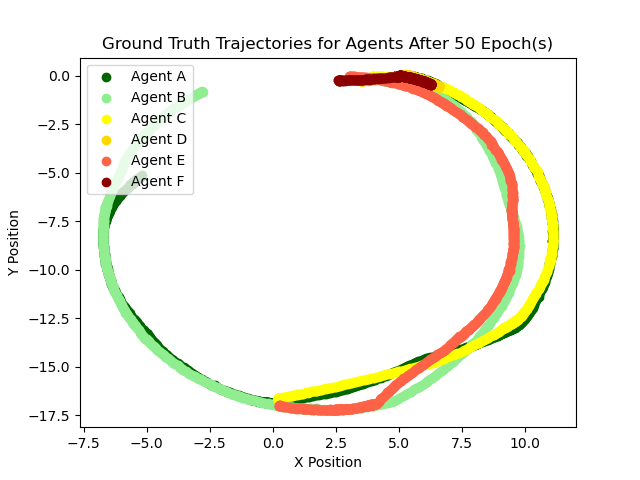 Ground Truth Trajectories for Agents After 50 Epoch(s)
Agent A
Agent B
Agent C
Agent D
Agent E
Agent F
0.0
−2.5
−5.0
−7.5
−10.0
−12.5
−15.0
−17.5
Y Position
−7.5 −5.0 −2.5 0.0 2.5 5.0 7.5 10.0
X Position